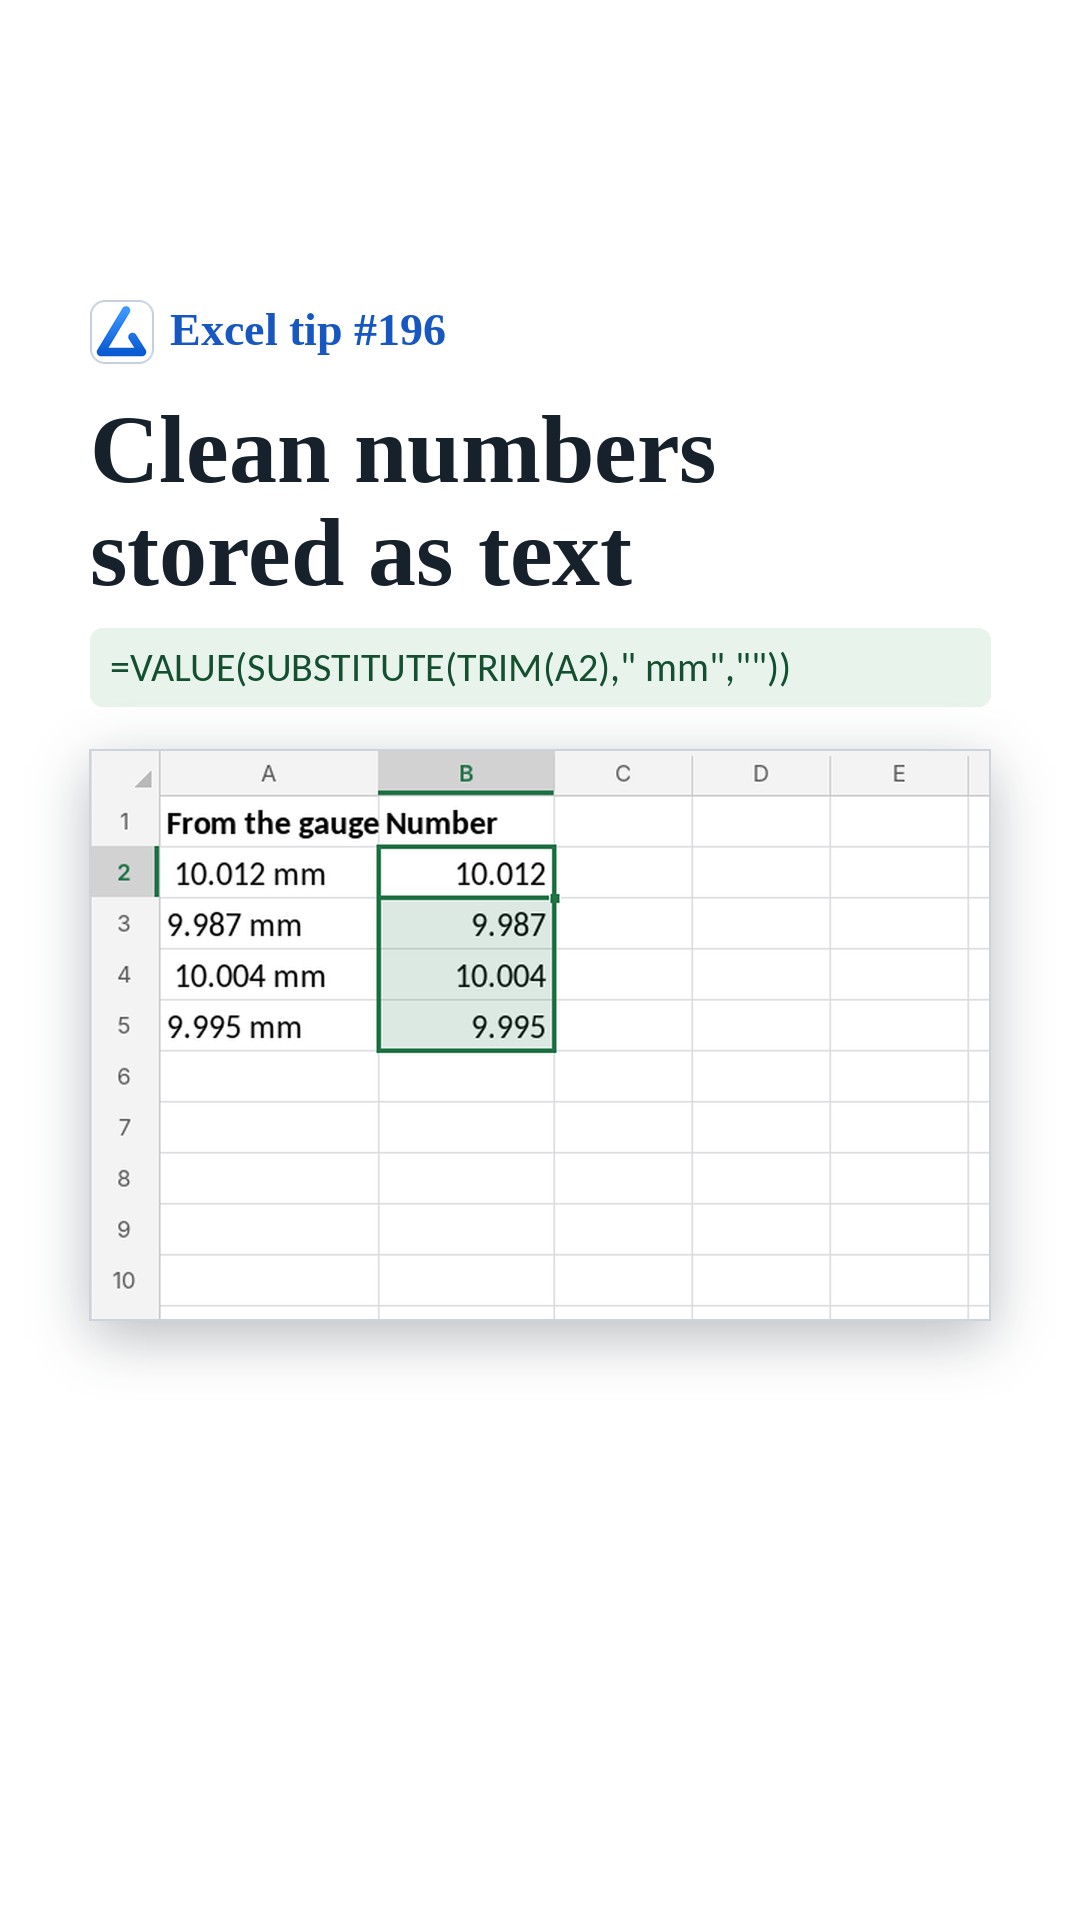 Excel tip #196
Clean numbers
stored as text
=VALUE(SUBSTITUTE(TRIM(A2)," mm",""))
A B C D E
1 From the gauge Number
2 10.012 mm 10.012
3 9.987 mm 9.987
4 10.004 mm 10.004
5 9.995 mm 9.995
6
7
8
9
10